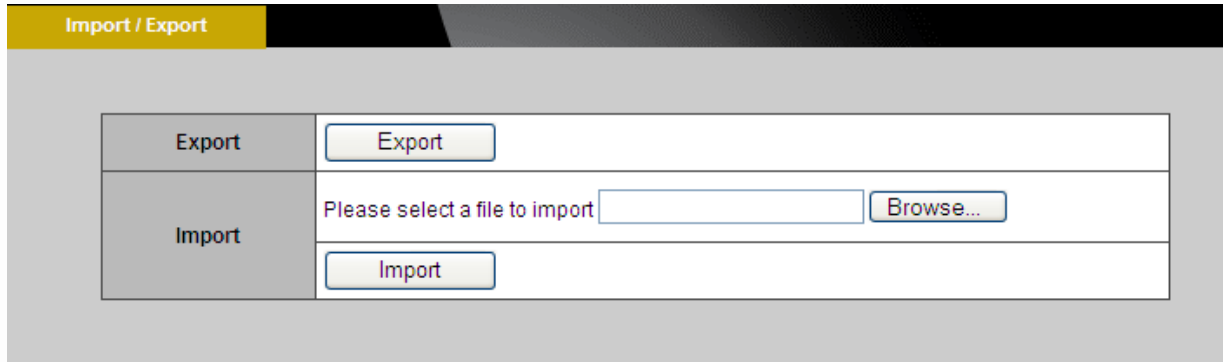 Import / Export
Export Export
Import
Please select a file to import Browse...
Import